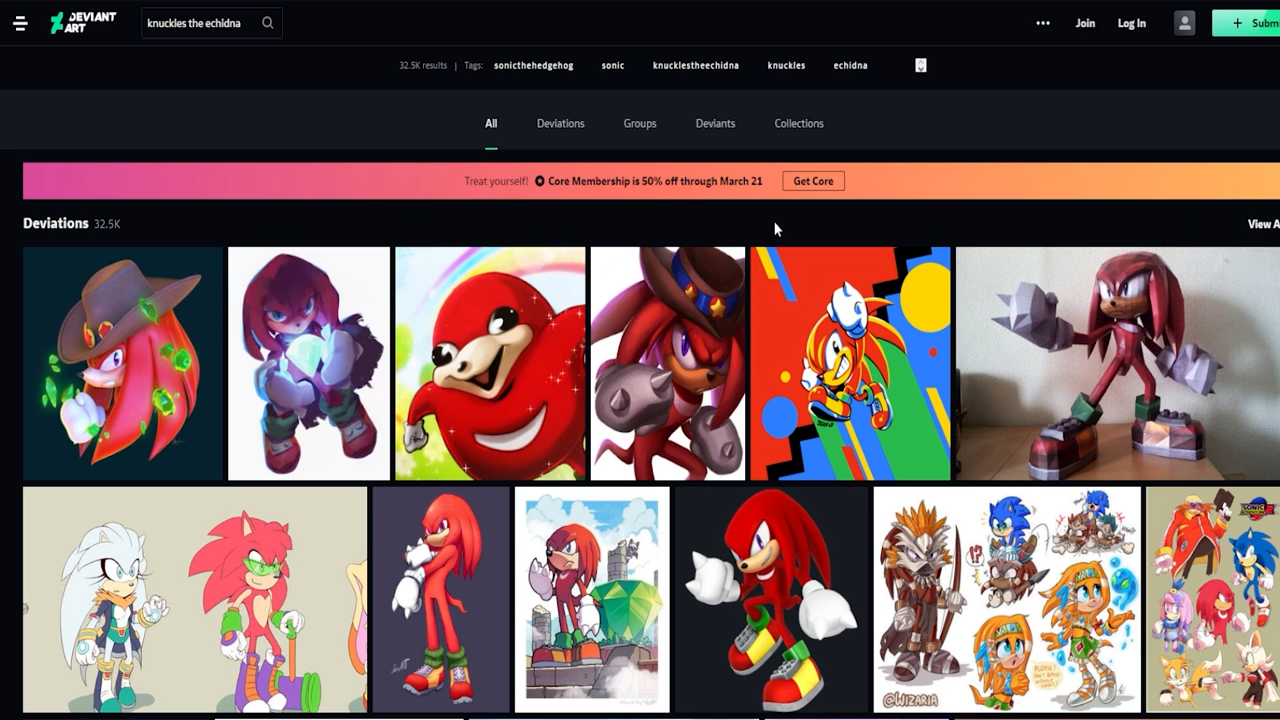 DEVIANT
ART
knuckles the echidna
Join
Log In
+ Subm
32.5K results | Tags: sonicthehedgehog sonic knucklestheechidna knuckles echidna
All Deviations Groups Deviants Collections
Treat yourself! Core Membership is 50% off through March 21 Get Core
Deviations 32.5K
View A
!?
@WIZARIA
SONIC